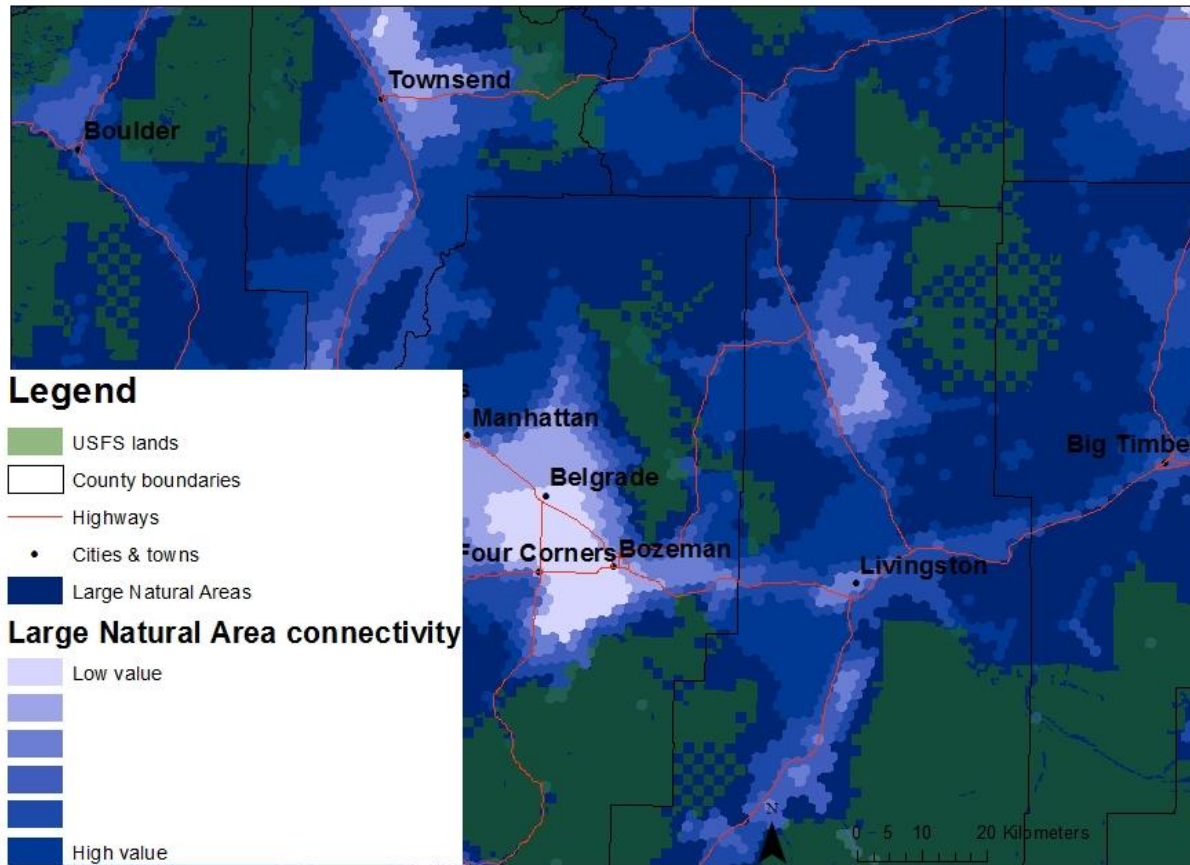 Townsend
Boulder
Legend
USFS lands
County boundaries
Highways
Cities & towns
Large Natural Areas
Large Natural Area connectivity
Low value
High value
s
Manhattan
Belgrade
Big Timbe
Four Corners
Bozeman
Livingston
N
0 5 10 20 Kilometers